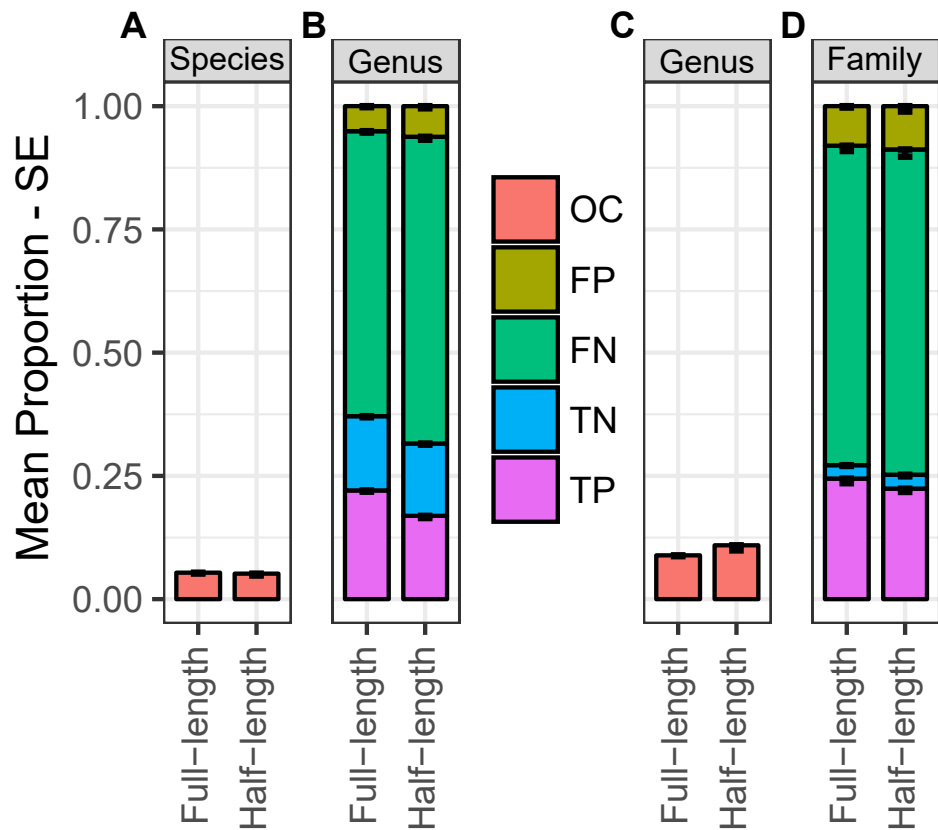 A
B
C
D
Species
Genus
Genus
Family
Mean Proportion - SE
1.00
0.75
0.50
0.25
0.00
OC
FP
FN
TN
TP
Full−length
Half−length
Full−length
Half−length
Full−length
Half−length
Full−length
Half−length